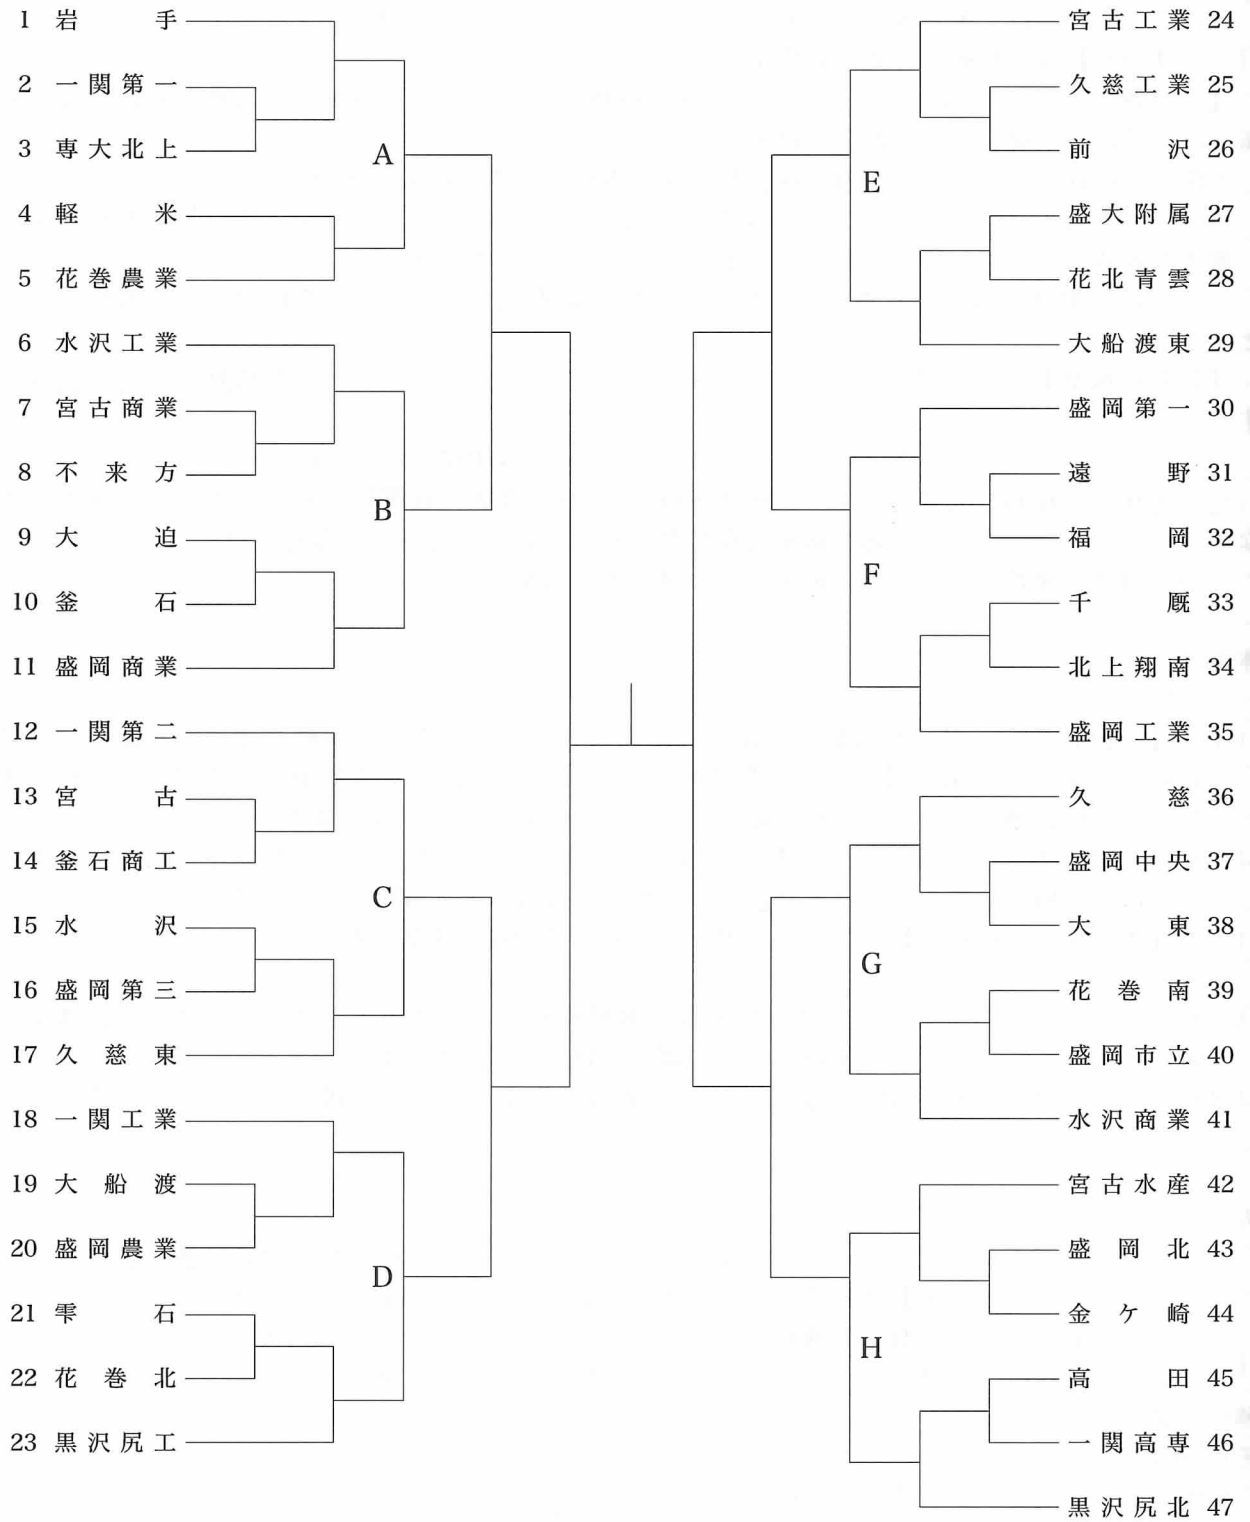 1 岩手
2 一関第一
3 専大北上
A
4 軽米
5 花巻農業
6 水沢工業
7 宮古商業
8 不来方
B
9 大迫
10 釜石
11 盛岡商業
12 一関第二
13 宮古
14 釜石商工
C
15 水沢
16 盛岡第三
17 久慈東
18 一関工業
19 大船渡
20 盛岡農業
D
21 雫石
22 花巻北
23 黒沢尻工
宮古工業 24
久慈工業 25
前沢 26
E
盛大附属 27
花北青雲 28
大船渡東 29
盛岡第一 30
遠野 31
福岡 32
F
千厩 33
北上翔南 34
盛岡工業 35
久慈 36
盛岡中央 37
大東 38
G
花巻南 39
盛岡市立 40
水沢商業 41
宮古水産 42
盛岡北 43
金ケ崎 44
H
高田 45
一関高専 46
黒沢尻北 47